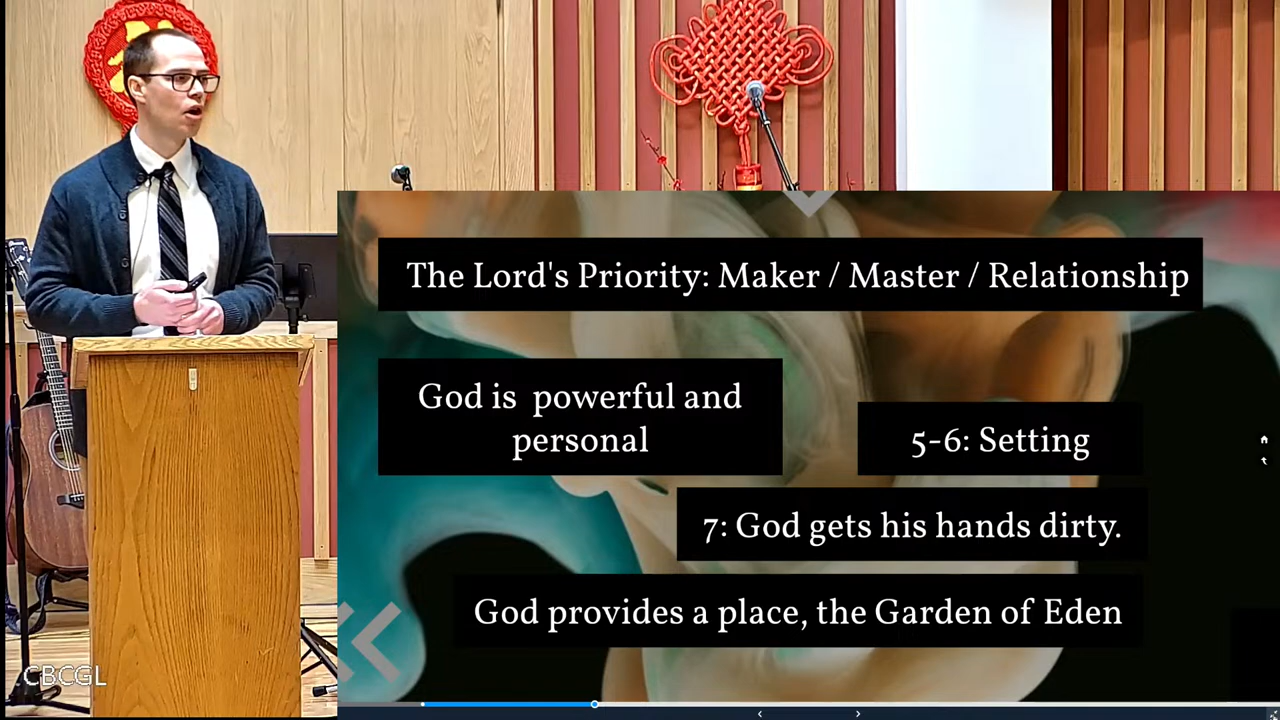 The Lord's Priority: Maker / Master / Relationship
God is powerful and
personal
5-6: Setting
7: God gets his hands dirty.
God provides a place, the Garden of Eden
CBCGL